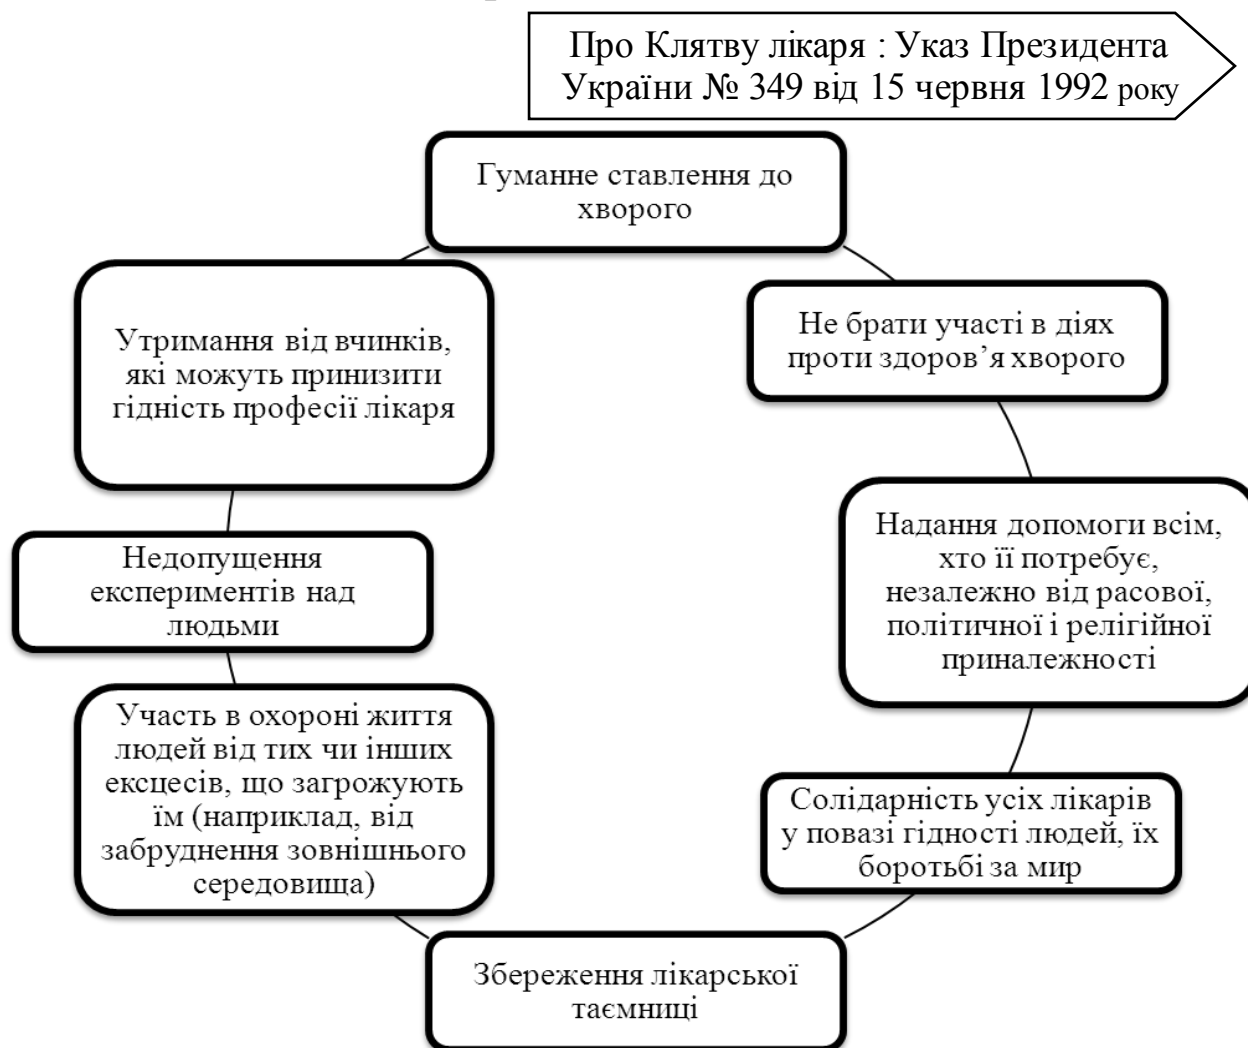 Про Клятву лікаря : Указ Президента
України № 349 від 15 червня 1992 року
Гуманне ставлення до
хворого
Не брати участі в діях
проти здоров’я хворого
Надання допомоги всім,
хто її потребує,
незалежно від расової,
політичної і релігійної
приналежності
Солідарність усіх лікарів
у повазі гідності людей, їх
боротьбі за мир
Збереження лікарської
таємниці
Участь в охороні життя
людей від тих чи інших
ексцесів, що загрожують
їм (наприклад, від
забруднення зовнішнього
середовища)
Недопущення
експериментів над
людьми
Утримання від вчинків,
які можуть принизити
гідність професії лікаря